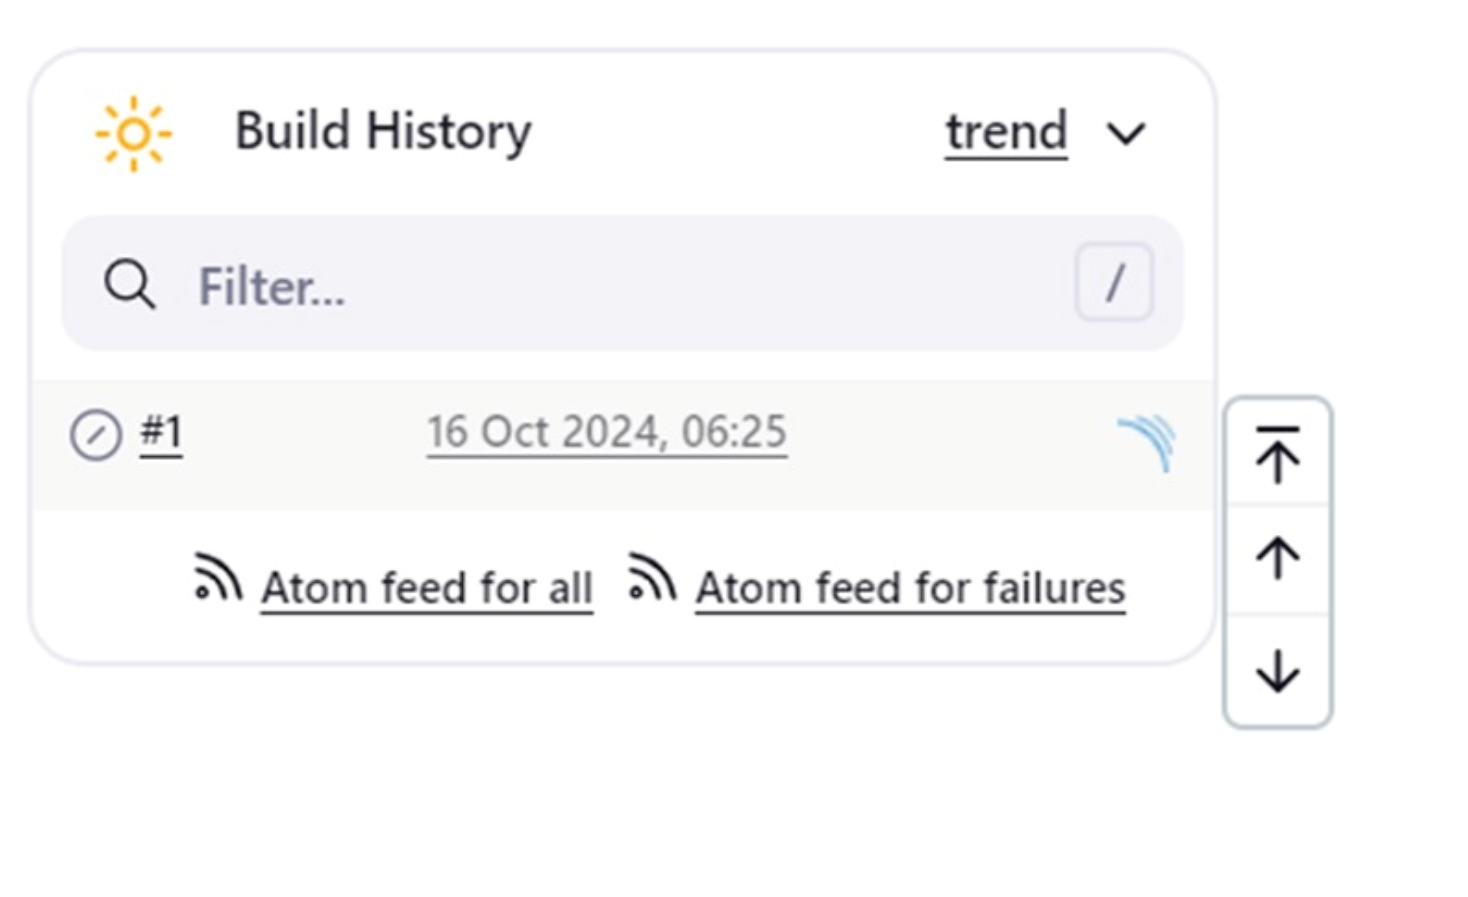 Build History trend
Filter... /
#1 16 Oct 2024, 06:25
Atom feed for all Atom feed for failures